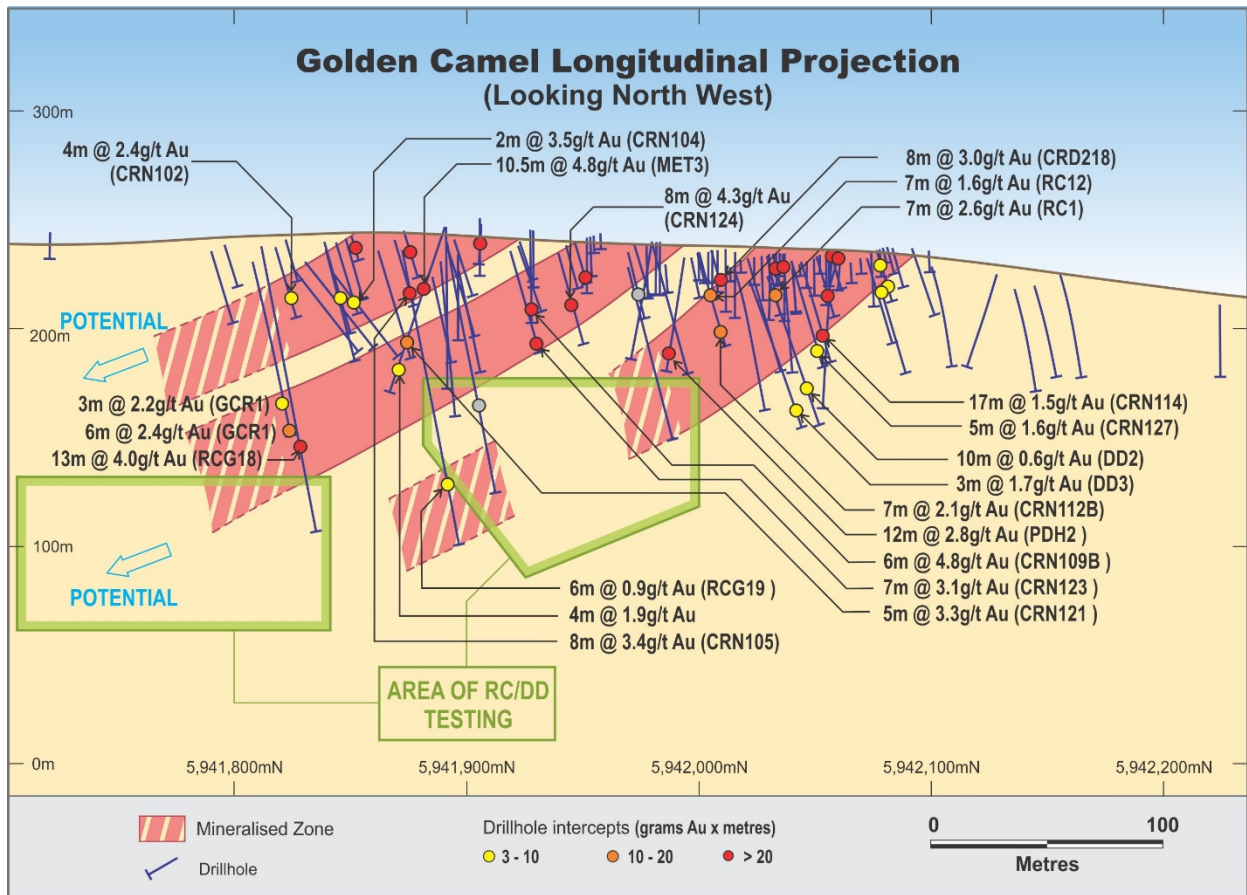 Golden Camel Longitudinal Projection
(Looking North West)
300m
200m
100m
0m
4m @ 2.4g/t Au
(CRN102)
2m @ 3.5g/t Au (CRN104)
10.5m @ 4.8g/t Au (MET3)
8m @ 4.3g/t Au
(CRN124)
8m @ 3.0g/t Au (CRD218)
7m @ 1.6g/t Au (RC12)
7m @ 2.6g/t Au (RC1)
POTENTIAL
3m @ 2.2g/t Au (GCR1)
6m @ 2.4g/t Au (GCR1)
13m @ 4.0g/t Au (RCG18)
POTENTIAL
17m @ 1.5g/t Au (CRN114)
5m @ 1.6g/t Au (CRN127)
10m @ 0.6g/t Au (DD2)
3m @ 1.7g/t Au (DD3)
7m @ 2.1g/t Au (CRN112B)
12m @ 2.8g/t Au (PDH2 )
6m @ 4.8g/t Au (CRN109B )
7m @ 3.1g/t Au (CRN123 )
5m @ 3.3g/t Au (CRN121 )
6m @ 0.9g/t Au (RCG19 )
4m @ 1.9g/t Au
8m @ 3.4g/t Au (CRN105)
AREA OF RC/DD
TESTING
5,941,800mN
5,941,900mN
5,942,000mN
5,942,100mN
5,942,200mN
Mineralised Zone
Drillhole
Drillhole intercepts (grams Au x metres)
3 - 10
10 - 20
> 20
0
100
Metres